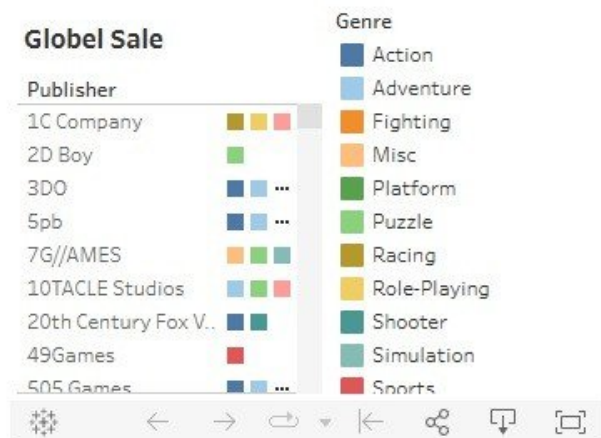 Globel Sale
Publisher
1C Company
2D Boy
3DO
5pb
7G//AMES
10TACLE Studios
20th Century Fox V..
49Games
505 Games
Genre
Action
Adventure
Fighting
Misc
Platform
Puzzle
Racing
Role-Playing
Shooter
Simulation
Sports